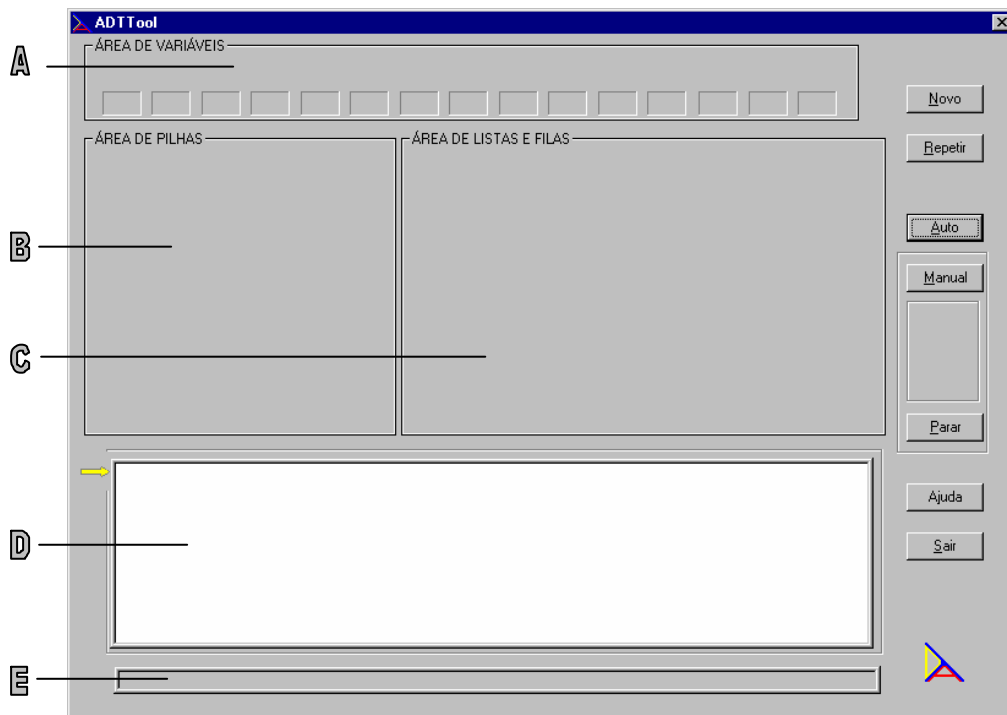 ADTTool
A
ÁREA DE VARIÁVEIS
Novo
ÁREA DE PILHAS
ÁREA DE LISTAS E FILAS
Repetir
Auto
B
Manual
C
Parar
Ajuda
D
Sair
E